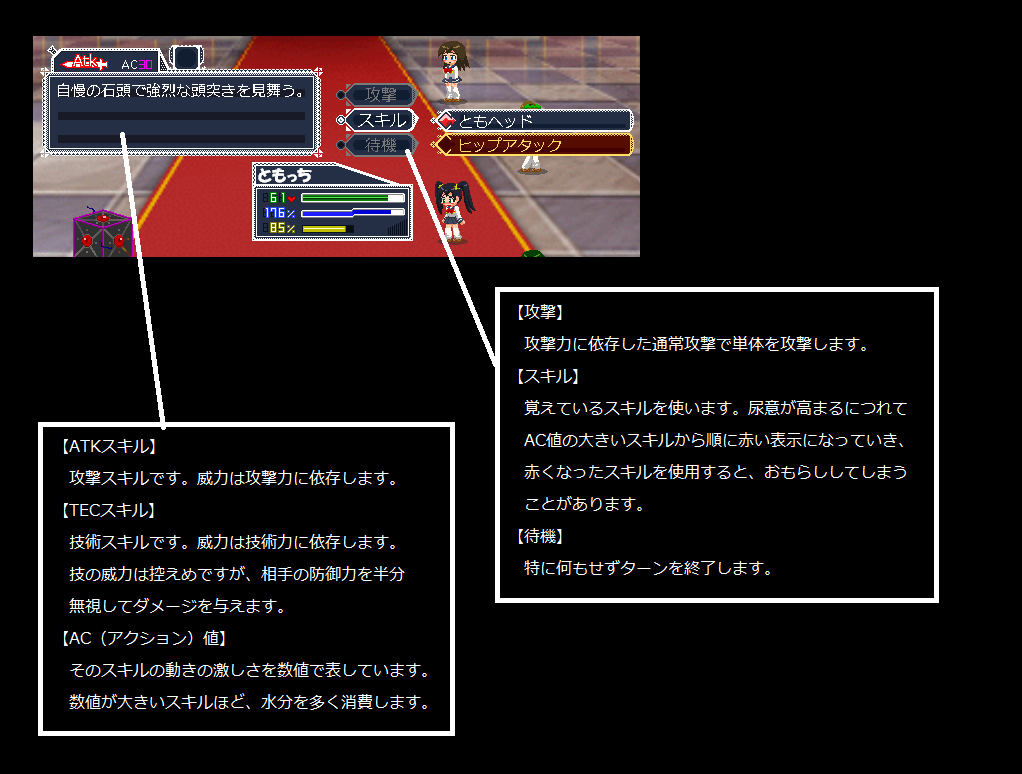 Atk
AC30
自慢の石頭で強烈な頭突きを見舞う。
攻撃
スキル
待機
ともヘッド
ヒップアタック
ともっち
61
176%
85%
【攻撃】
攻撃力に依存した通常攻撃で単体を攻撃します。
【スキル】
覚えているスキルを使います。尿意が高まるにつれて
AC値の大きいスキルから順に赤い表示になっていき、
赤くなったスキルを使用すると、おもらししてしまう
ことがあります。
【待機】
特に何もせずターンを終了します。
【ATKスキル】
攻撃スキルです。威力は攻撃力に依存します。
【TECスキル】
技術スキルです。威力は技術力に依存します。
技の威力は控えめですが、相手の防御力を半分
無視してダメージを与えます。
【AC（アクション）値】
そのスキルの動きの激しさを数値で表しています。
数値が大きいスキルほど、水分を多く消費します。